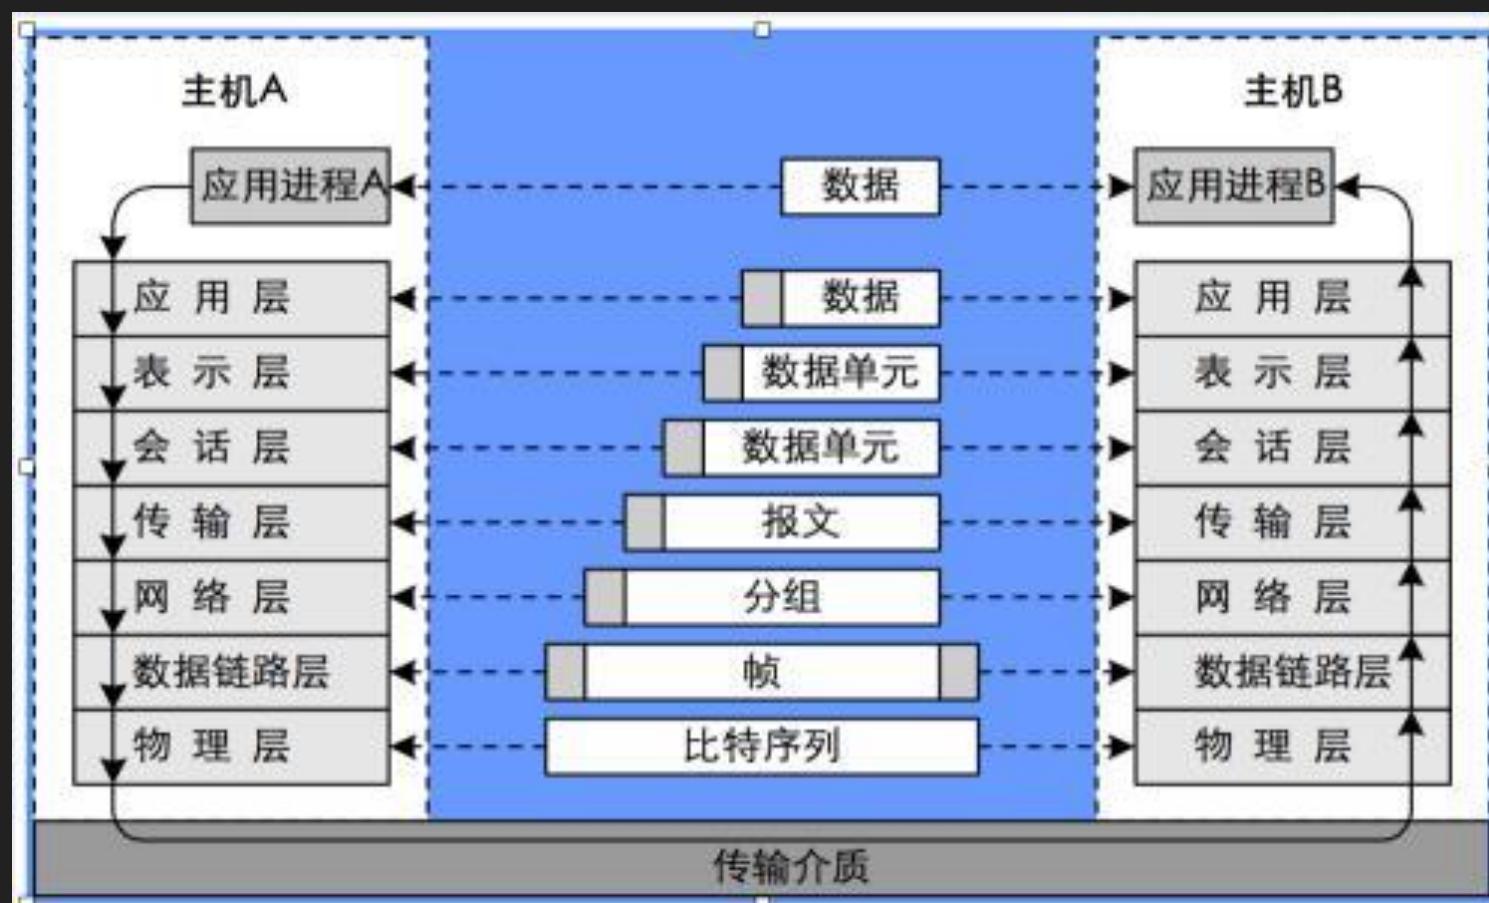 主机A
主机B
应用进程A
数据
应用进程B
应用层
数据
应用层
表示层
数据单元
表示层
会话层
数据单元
会话层
传输层
报文
传输层
网络层
分组
网络层
数据链路层
帧
数据链路层
物理层
比特序列
物理层
传输介质